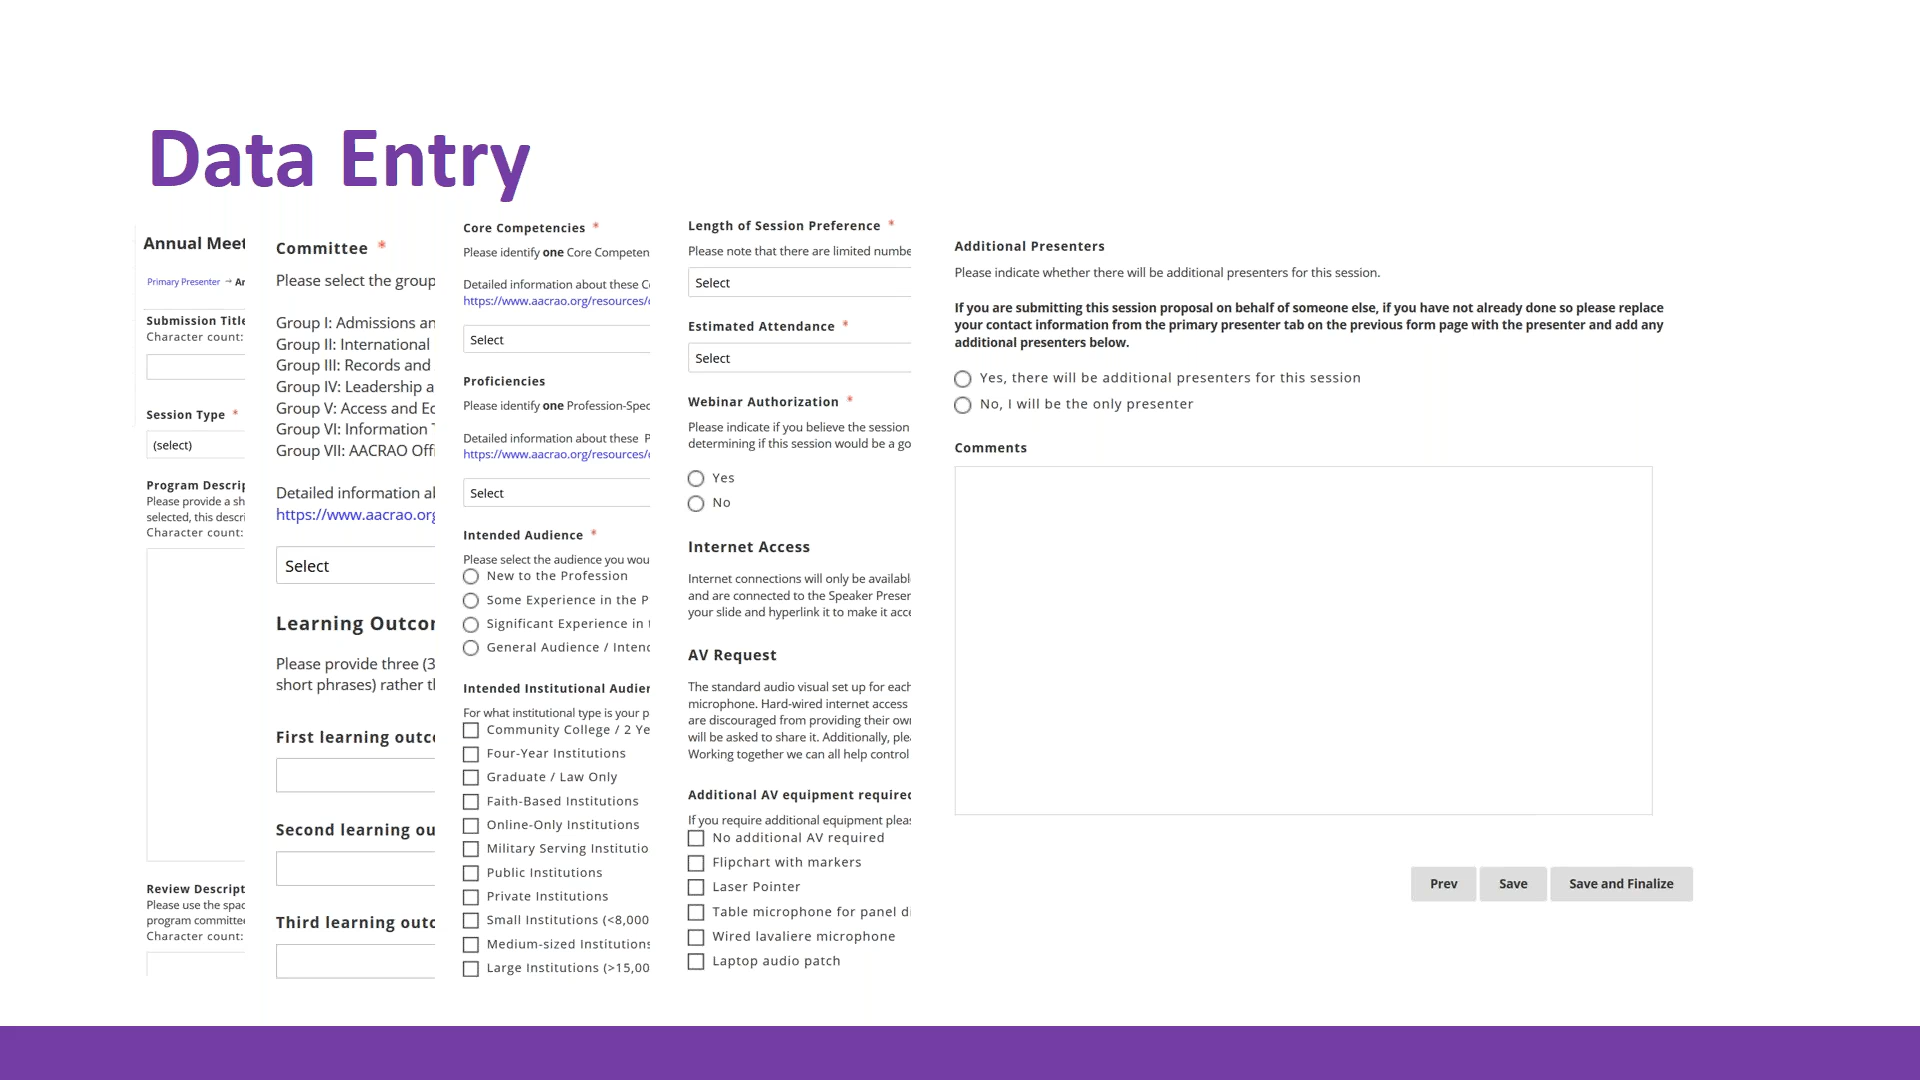 Data Entry
Annual Meet
Primary Presenter → Ar
Submission Title
Character count:
Session Type *
(select)
Program Descrip
Please provide a sh
selected, this descri
Character count:
Review Descript
Please use the spac
program committee
Character count:
Committee *
Please select the group
Group I: Admissions an
Group II: International
Group III: Records and
Group IV: Leadership a
Group V: Access and Ec
Group VI: Information T
Group VII: AACRAO Offi
Detailed information al
https://www.aacrao.org
Select
Learning Outcor
Please provide three (3
short phrases) rather tl
First learning outco
Second learning ou
Third learning outc
Core Competencies *
Please identify one Core Competen
Detailed information about these C
https://www.aacrao.org/resources/c
Select
Proficiencies
Please identify one Profession-Spec
Detailed information about these P
https://www.aacrao.org/resources/c
Select
Intended Audience *
Please select the audience you wou
New to the Profession
Some Experience in the P
Significant Experience in t
General Audience / Intenc
Intended Institutional Audier
For what institutional type is your p
Community College / 2 Ye
Four-Year Institutions
Graduate / Law Only
Faith-Based Institutions
Online-Only Institutions
Military Serving Institutio
Public Institutions
Private Institutions
Small Institutions (<8,000
Medium-sized Institutions
Large Institutions (>15,00
Length of Session Preference *
Please note that there are limited numbe
Select
Estimated Attendance *
Select
Webinar Authorization *
Please indicate if you believe the session
determining if this session would be a go
Yes
No
Internet Access
Internet connections will only be availabl
and are connected to the Speaker Preser
your slide and hyperlink it to make it acce
AV Request
The standard audio visual set up for each
microphone. Hard-wired internet access
are discouraged from providing their own
will be asked to share it. Additionally, plea
Working together we can all help control
Additional AV equipment required
If you require additional equipment pleas
No additional AV required
Flipchart with markers
Laser Pointer
Table microphone for panel di
Wired lavaliere microphone
Laptop audio patch
Additional Presenters
Please indicate whether there will be additional presenters for this session.
If you are submitting this session proposal on behalf of someone else, if you have not already done so please replace
your contact information from the primary presenter tab on the previous form page with the presenter and add any
additional presenters below.
Yes, there will be additional presenters for this session
No, I will be the only presenter
Comments
Prev
Save
Save and Finalize